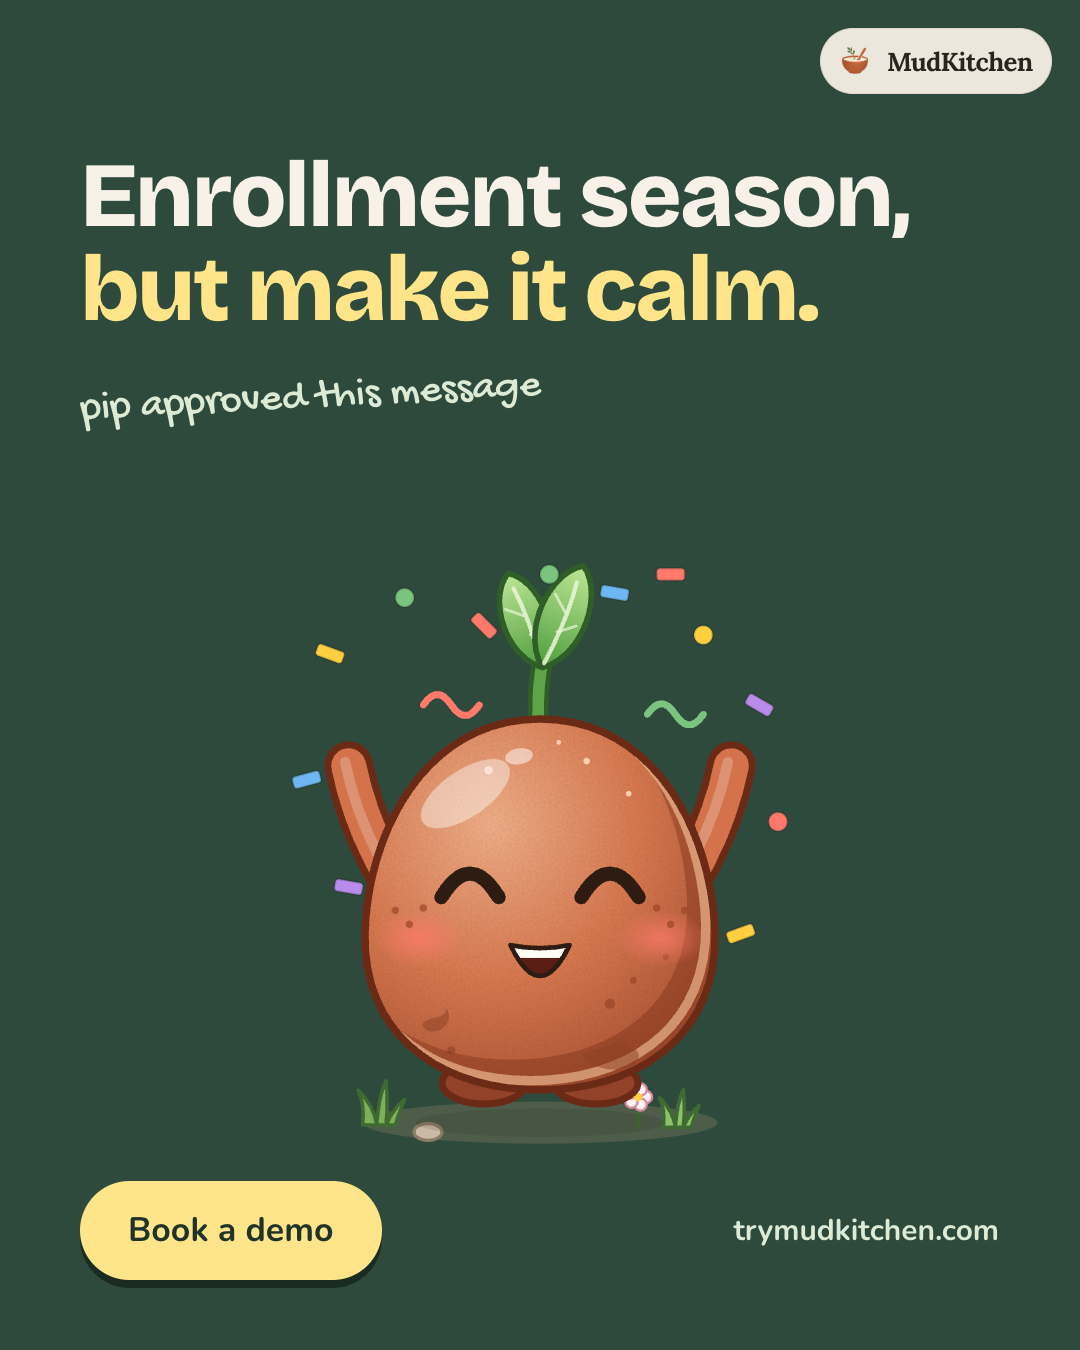 MudKitchen
Enrollment season,
but make it calm.
pip approved this message
Book a demo
trymudkitchen.com